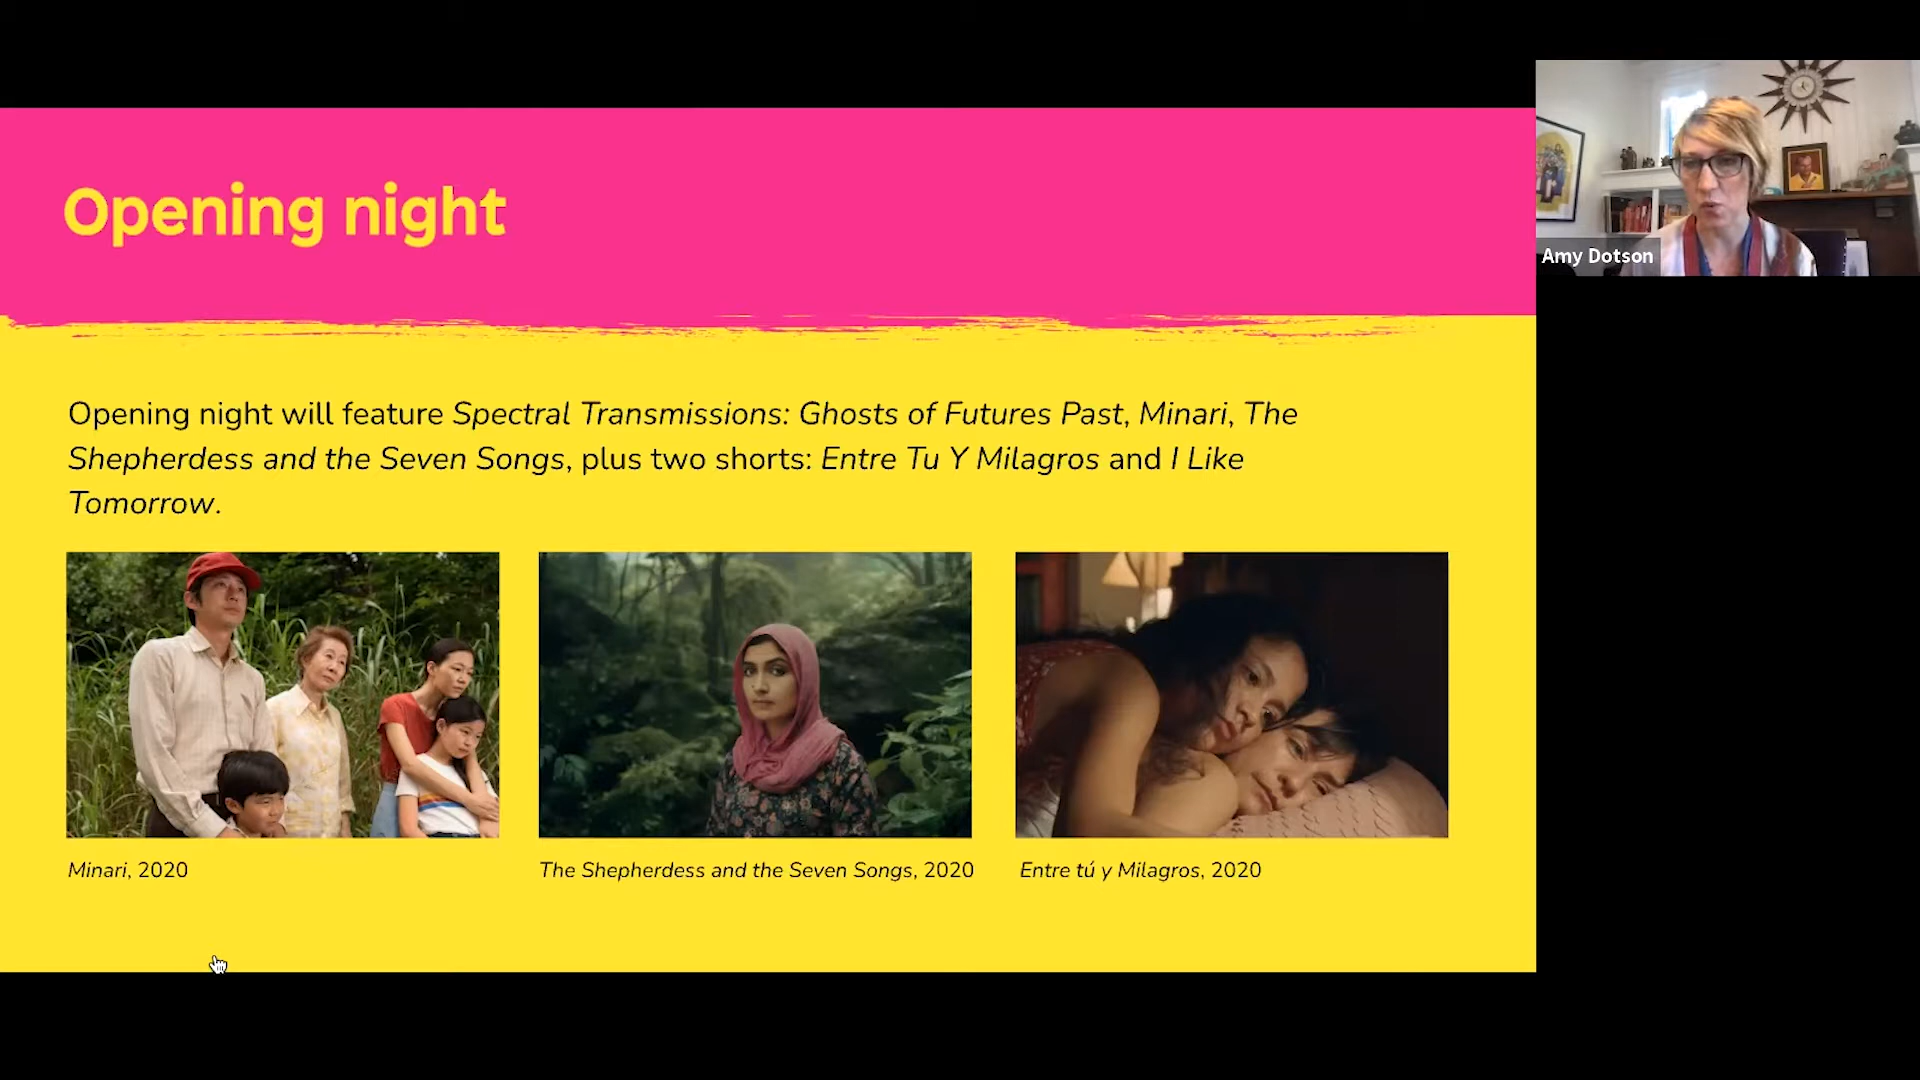 Opening night
Opening night will feature Spectral Transmissions: Ghosts of Futures Past, Minari, The
Shepherdess and the Seven Songs, plus two shorts: Entre Tu Y Milagros and I Like
Tomorrow.
Minari, 2020
The Shepherdess and the Seven Songs, 2020
Entre tú y Milagros, 2020
Amy Dotson